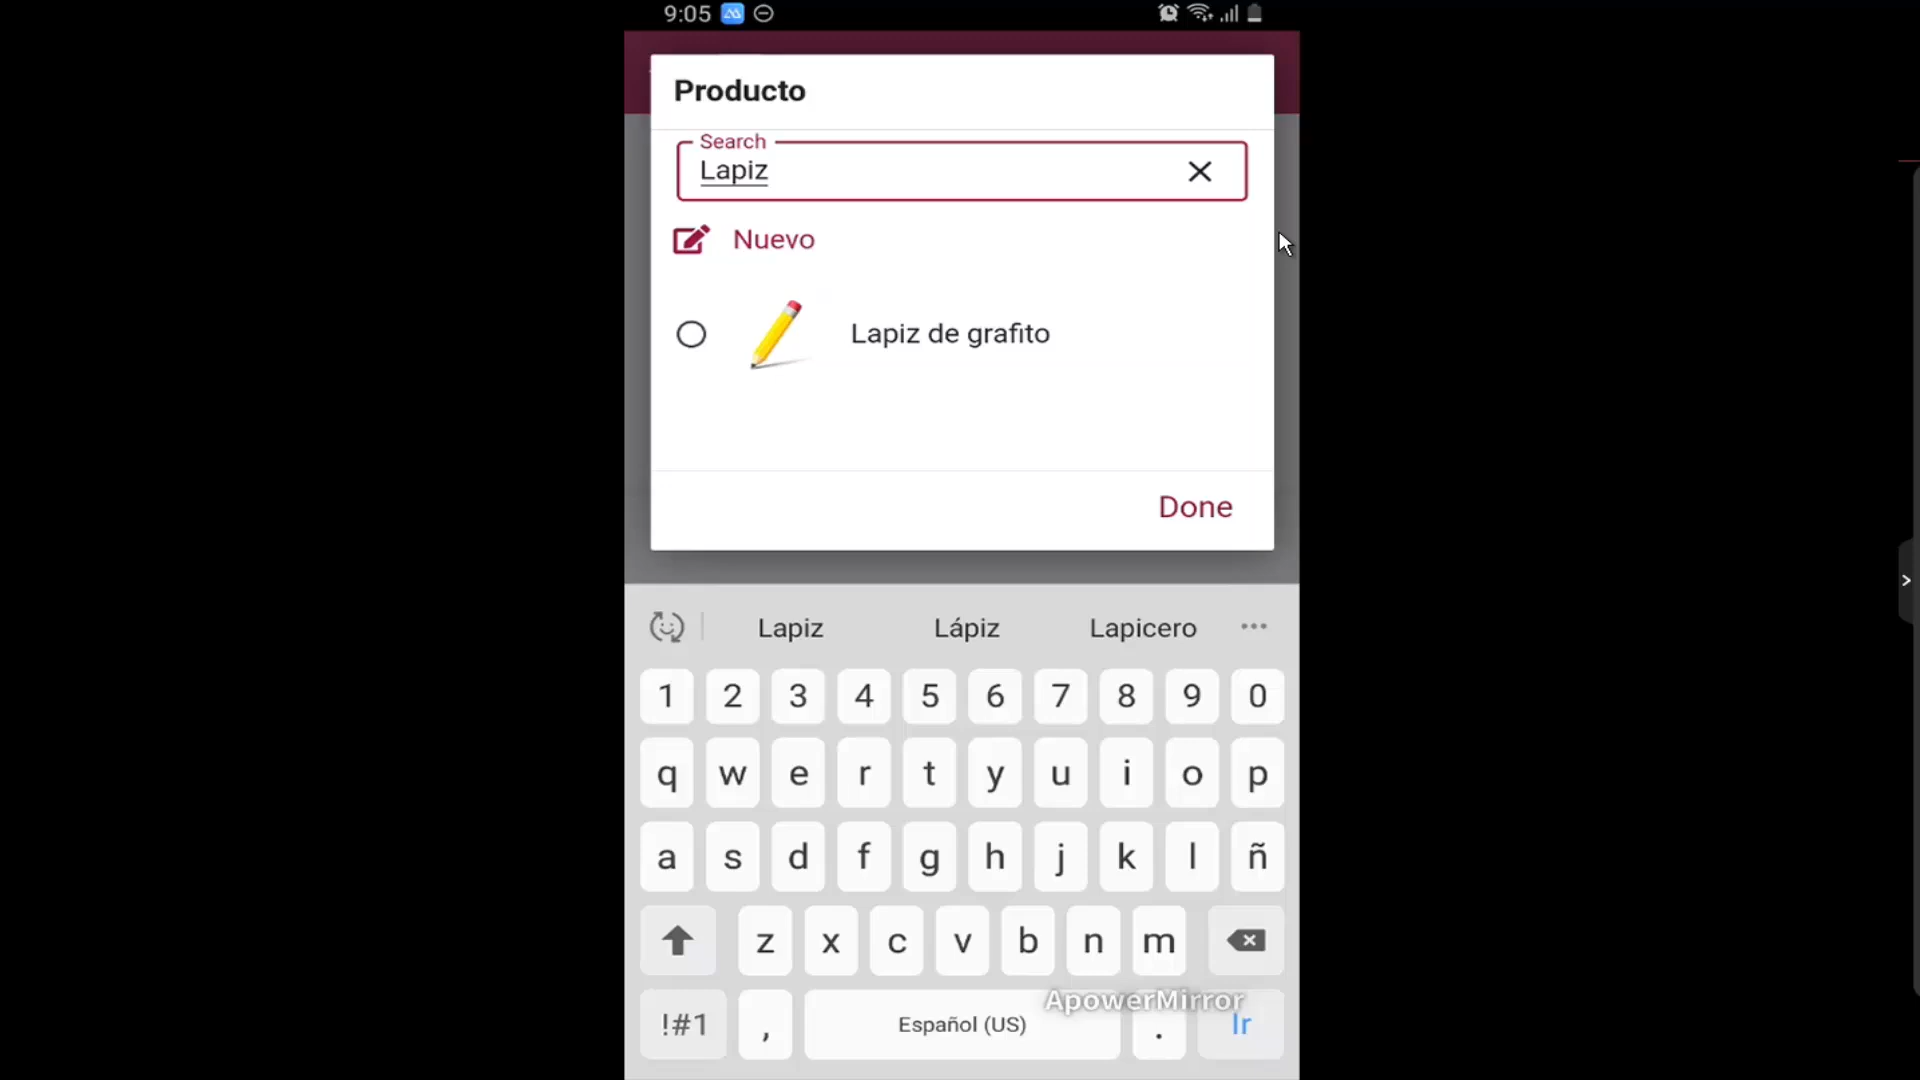 9:05
Producto
Search
Lapiz
Nuevo
Lapiz de grafito
Done
Lapiz Lápiz Lapicero
1 2 3 4 5 6 7 8 9 0
q w e r t y u i o p
a s d f g h j k l ñ
z x c v b n m
ApowerMirror
!#1 , Español (US) . Ir